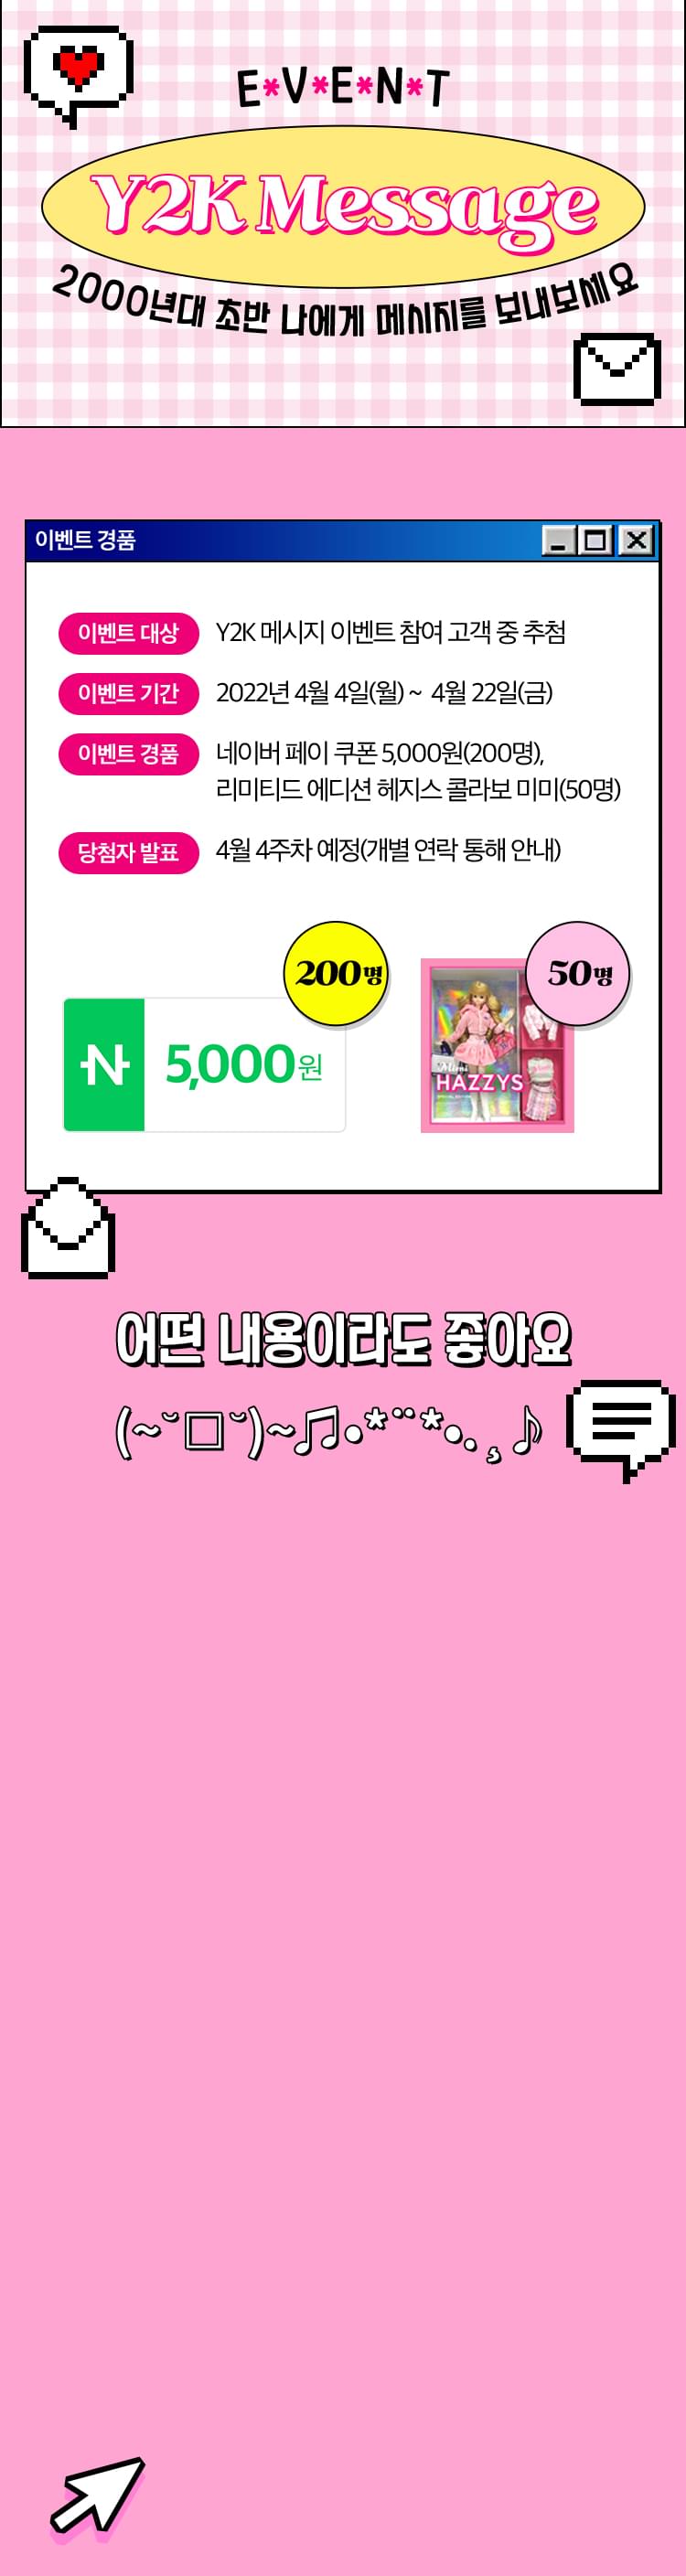 E*V*E*N*T
Y2K Message
2000년대 초반 나에게 메시지를 보내보세요
이벤트 경품
이벤트 대상 Y2K 메시지 이벤트 참여 고객 중 추첨
이벤트 기간 2022년 4월 4일(월) ~ 4월 22일(금)
이벤트 경품 네이버 페이 쿠폰 5,000원(200명),
리미티드 에디션 헤지스 콜라보 미미(50명)
당첨자 발표 4월 4주차 예정(개별 연락 통해 안내)
200명
50명
N 5,000원
Mimi
HAZZYS
어떤 내용이라도 좋아요
(~˘□˘)~♫•*¨*•.¸♪